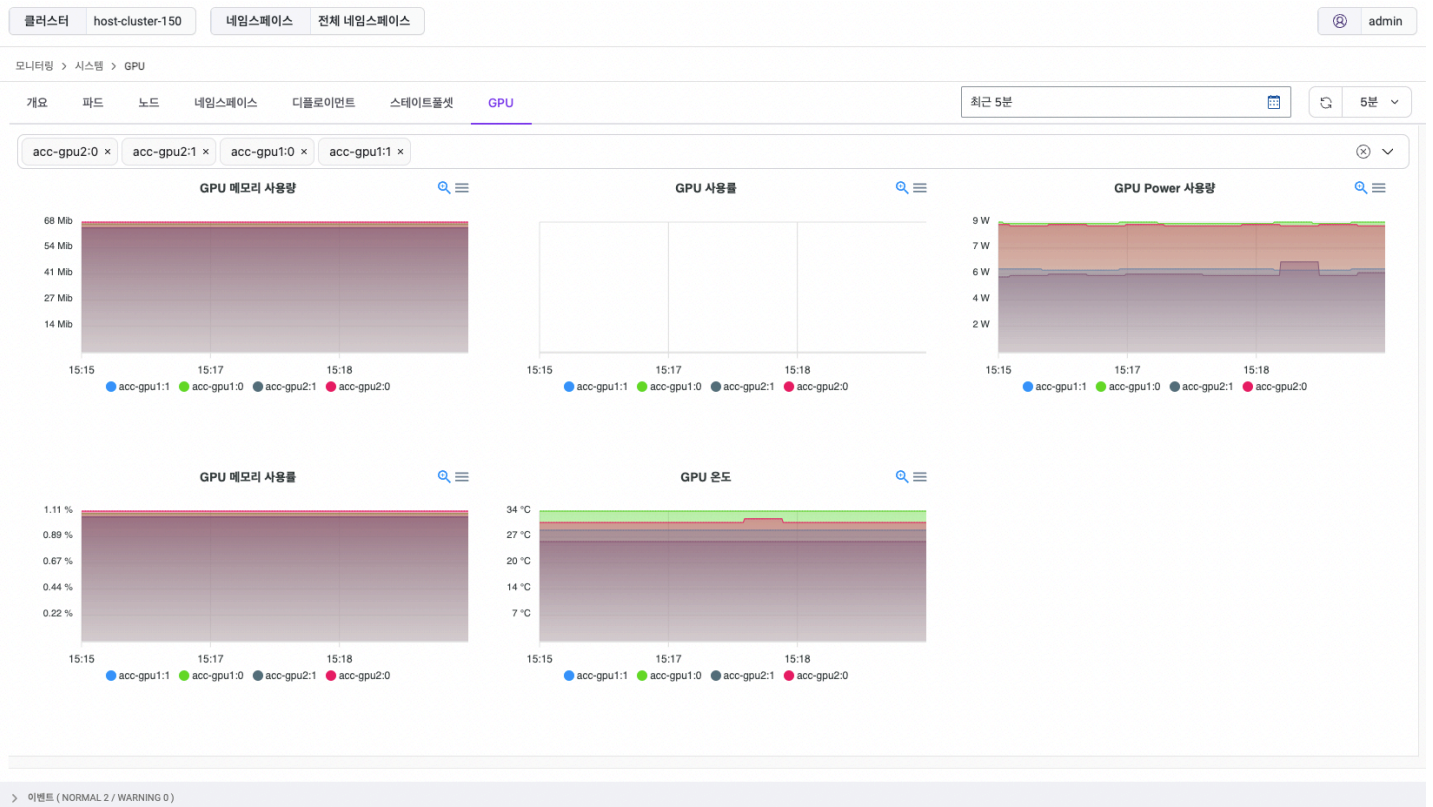 클러스터 host-cluster-150 네임스페이스 전체 네임스페이스 admin
모니터링 > 시스템 > GPU
개요 파드 노드 네임스페이스 디플로이먼트 스테이트풀셋 GPU 최근 5분 5분
acc-gpu2:0 × acc-gpu2:1 × acc-gpu1:0 × acc-gpu1:1 ×
GPU 메모리 사용량
68 Mib
54 Mib
41 Mib
27 Mib
14 Mib
15:15 15:17 15:18
acc-gpu1:1 acc-gpu1:0 acc-gpu2:1 acc-gpu2:0
GPU 사용률
15:15 15:17 15:18
acc-gpu1:1 acc-gpu1:0 acc-gpu2:1 acc-gpu2:0
GPU Power 사용량
9 W
7 W
6 W
4 W
2 W
15:15 15:17 15:18
acc-gpu1:1 acc-gpu1:0 acc-gpu2:1 acc-gpu2:0
GPU 메모리 사용률
1.11 %
0.89 %
0.67 %
0.44 %
0.22 %
15:15 15:17 15:18
acc-gpu1:1 acc-gpu1:0 acc-gpu2:1 acc-gpu2:0
GPU 온도
34 °C
27 °C
20 °C
14 °C
7 °C
15:15 15:17 15:18
acc-gpu1:1 acc-gpu1:0 acc-gpu2:1 acc-gpu2:0
> 이벤트 ( NORMAL 2 / WARNING 0 )